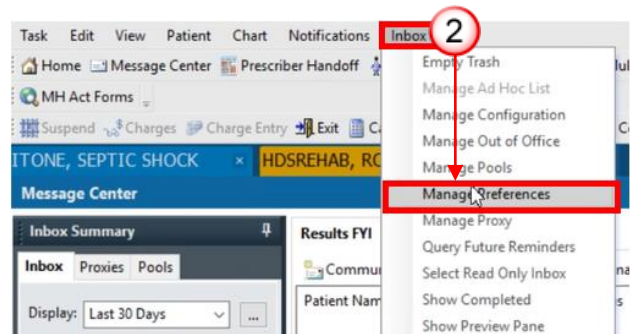 Task Edit View Patient Chart Notifications Inbox
2
Home Message Center Prescriber Handoff
MH Act Forms
Suspend Charges Charge Entry Exit
ITONE, SEPTIC SHOCK × HDSREHAB,
Message Center
Inbox Summary
Inbox Proxies Pools
Display: Last 30 Days ...
Results FYI
Patient
Empty Trash
Manage Ad Hoc List
Manage Configuration
Manage Out of Office
Manage Pools
Manage Preferences
Manage Proxy
Query Future Reminders
Select Read Only Inbox
Show Completed
Show Preview Pane